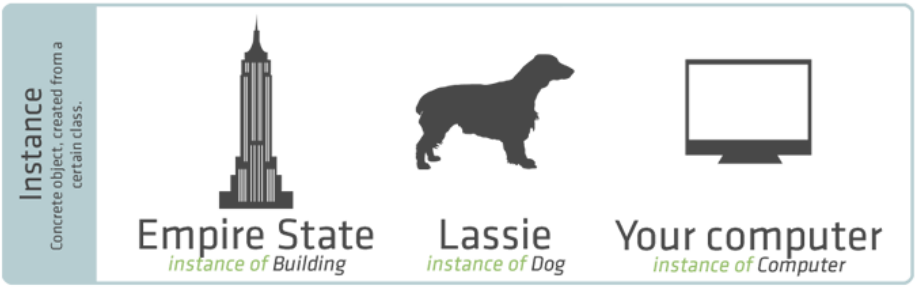 Instance
Concrete object, created from a
certain class.
Empire State
instance of Building
Lassie
instance of Dog
Your computer
instance of Computer